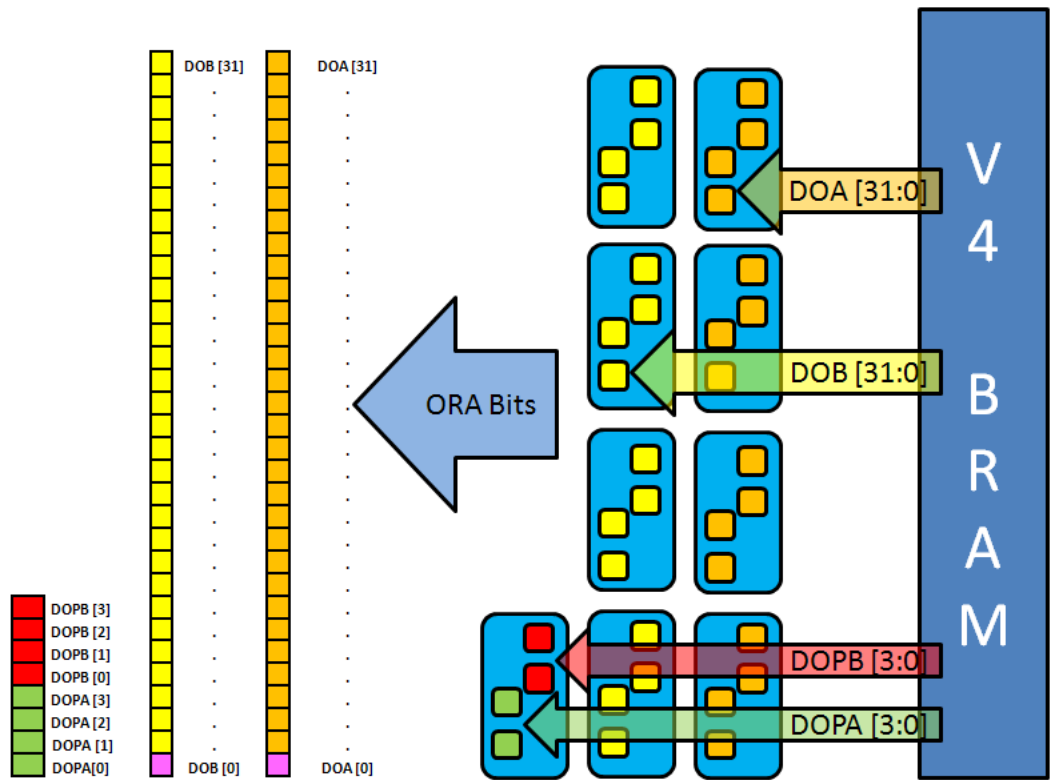 DOB [31]
DOA [31]
DOA [31:0]
DOB [31:0]
ORA Bits
V4 BRAM
DOPB [3]
DOPB [2]
DOPB [1]
DOPB [0]
DOPA [3]
DOPA [2]
DOPA [1]
DOPA[0]
DOB [0]
DOA [0]
DOPB [3:0]
DOPA [3:0]